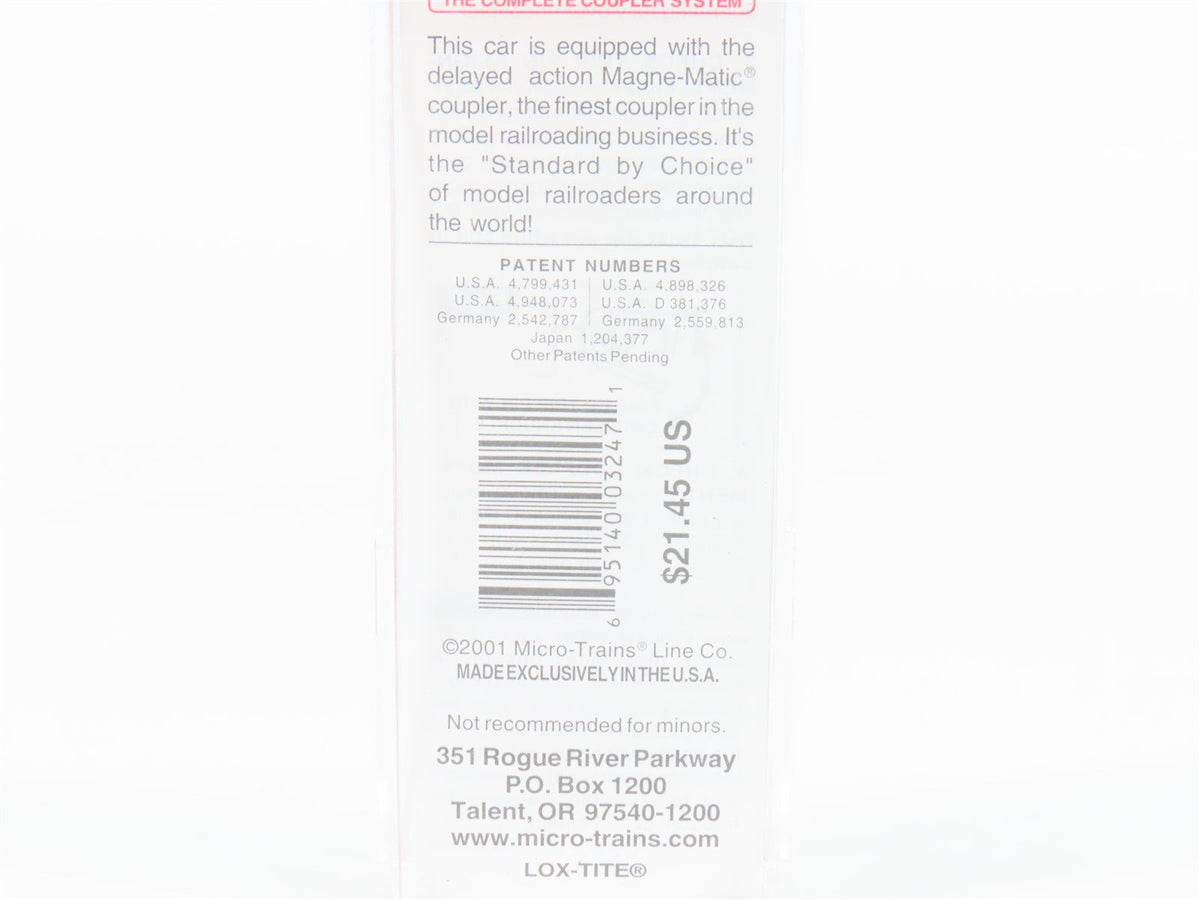 THE COMPLETE COUPLER SYSTEM
This car is equipped with the
delayed action Magne-Matic®
coupler, the finest coupler in the
model railroading business. It's
the "Standard by Choice"
of model railroaders around
the world!
PATENT NUMBERS
U.S.A. 4,799,431 | U.S.A. 4,898,326
U.S.A. 4,948,073 | U.S.A. D 381,376
Germany 2,542,787 | Germany 2,559,813
Japan 1,204,377
Other Patents Pending
6 95140 03247 1
$21.45 US
©2001 Micro-Trains® Line Co.
MADE EXCLUSIVELY IN THE U.S.A.
Not recommended for minors.
351 Rogue River Parkway
P.O. Box 1200
Talent, OR 97540-1200
www.micro-trains.com
LOX-TITE®